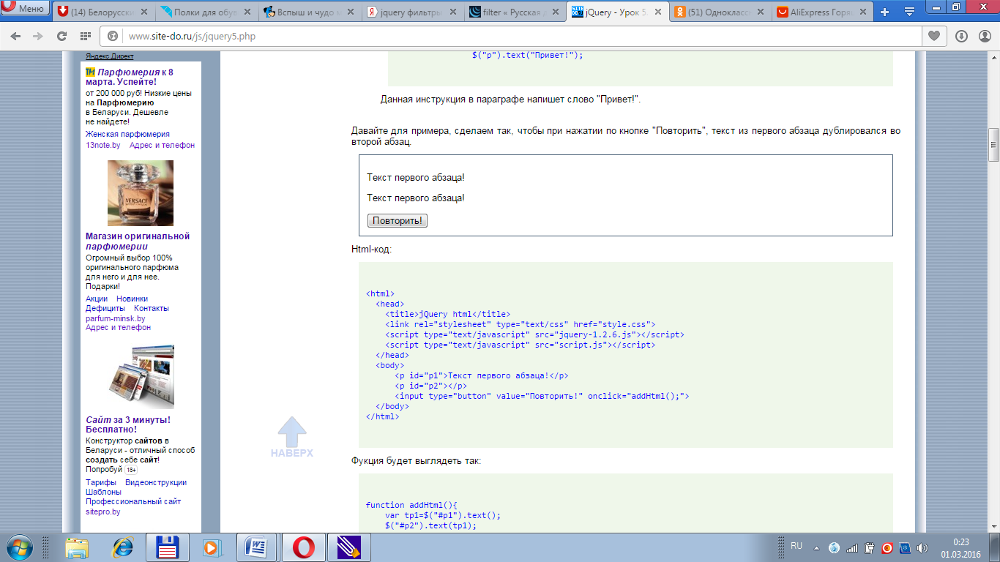 Меню
(14) Белорусски
Полки для обув
Вспыш и чудо м
jquery фильтры
filter « Русская д
jQuery - Урок 5.
(51) Одноклассн
AliExpress Горящ
www.site-do.ru/js/jquery5.php
Яндекс.Директ
Парфюмерия к 8
марта. Успейте!
от 200 000 руб! Низкие цены
на Парфюмерию
в Беларуси. Дешевле
не найдете!
Женская парфюмерия
13note.by Адрес и телефон
VERSACE
Магазин оригинальной
парфюмерии
Огромный выбор 100%
оригинального парфюма
для него и для нее.
Подарки!
Акции Новинки
Дефициты Контакты
parfum-minsk.by
Адрес и телефон
Сайт за 3 минуты!
Бесплатно!
Конструктор сайтов в
Беларуси - отличный способ
создать себе сайт!
Попробуй 18+
Тарифы Видеонструкции
Шаблоны
Профессиональный сайт
sitepro.by
НАВЕРХ
$("p").text("Привет!");
Данная инструкция в параграфе напишет слово "Привет!".
Давайте для примера, сделаем так, чтобы при нажатии по кнопке "Повторить", текст из первого абзаца дублировался во
второй абзац.
Текст первого абзаца!
Текст первого абзаца!
Повторить!
Html-код:
<html>
<head>
<title>jQuery html</title>
<link rel="stylesheet" type="text/css" href="style.css">
<script type="text/javascript" src="jquery-1.2.6.js"></script>
<script type="text/javascript" src="script.js"></script>
</head>
<body>
<p id="p1">Текст первого абзаца!</p>
<p id="p2"></p>
<input type="button" value="Повторить!" onclick="addHtml();">
</body>
</html>
Фукция будет выглядеть так:
function addHtml(){
var tp1=$("#p1").text();
$("#p2").text(tp1);
RU
0:23
01.03.2016